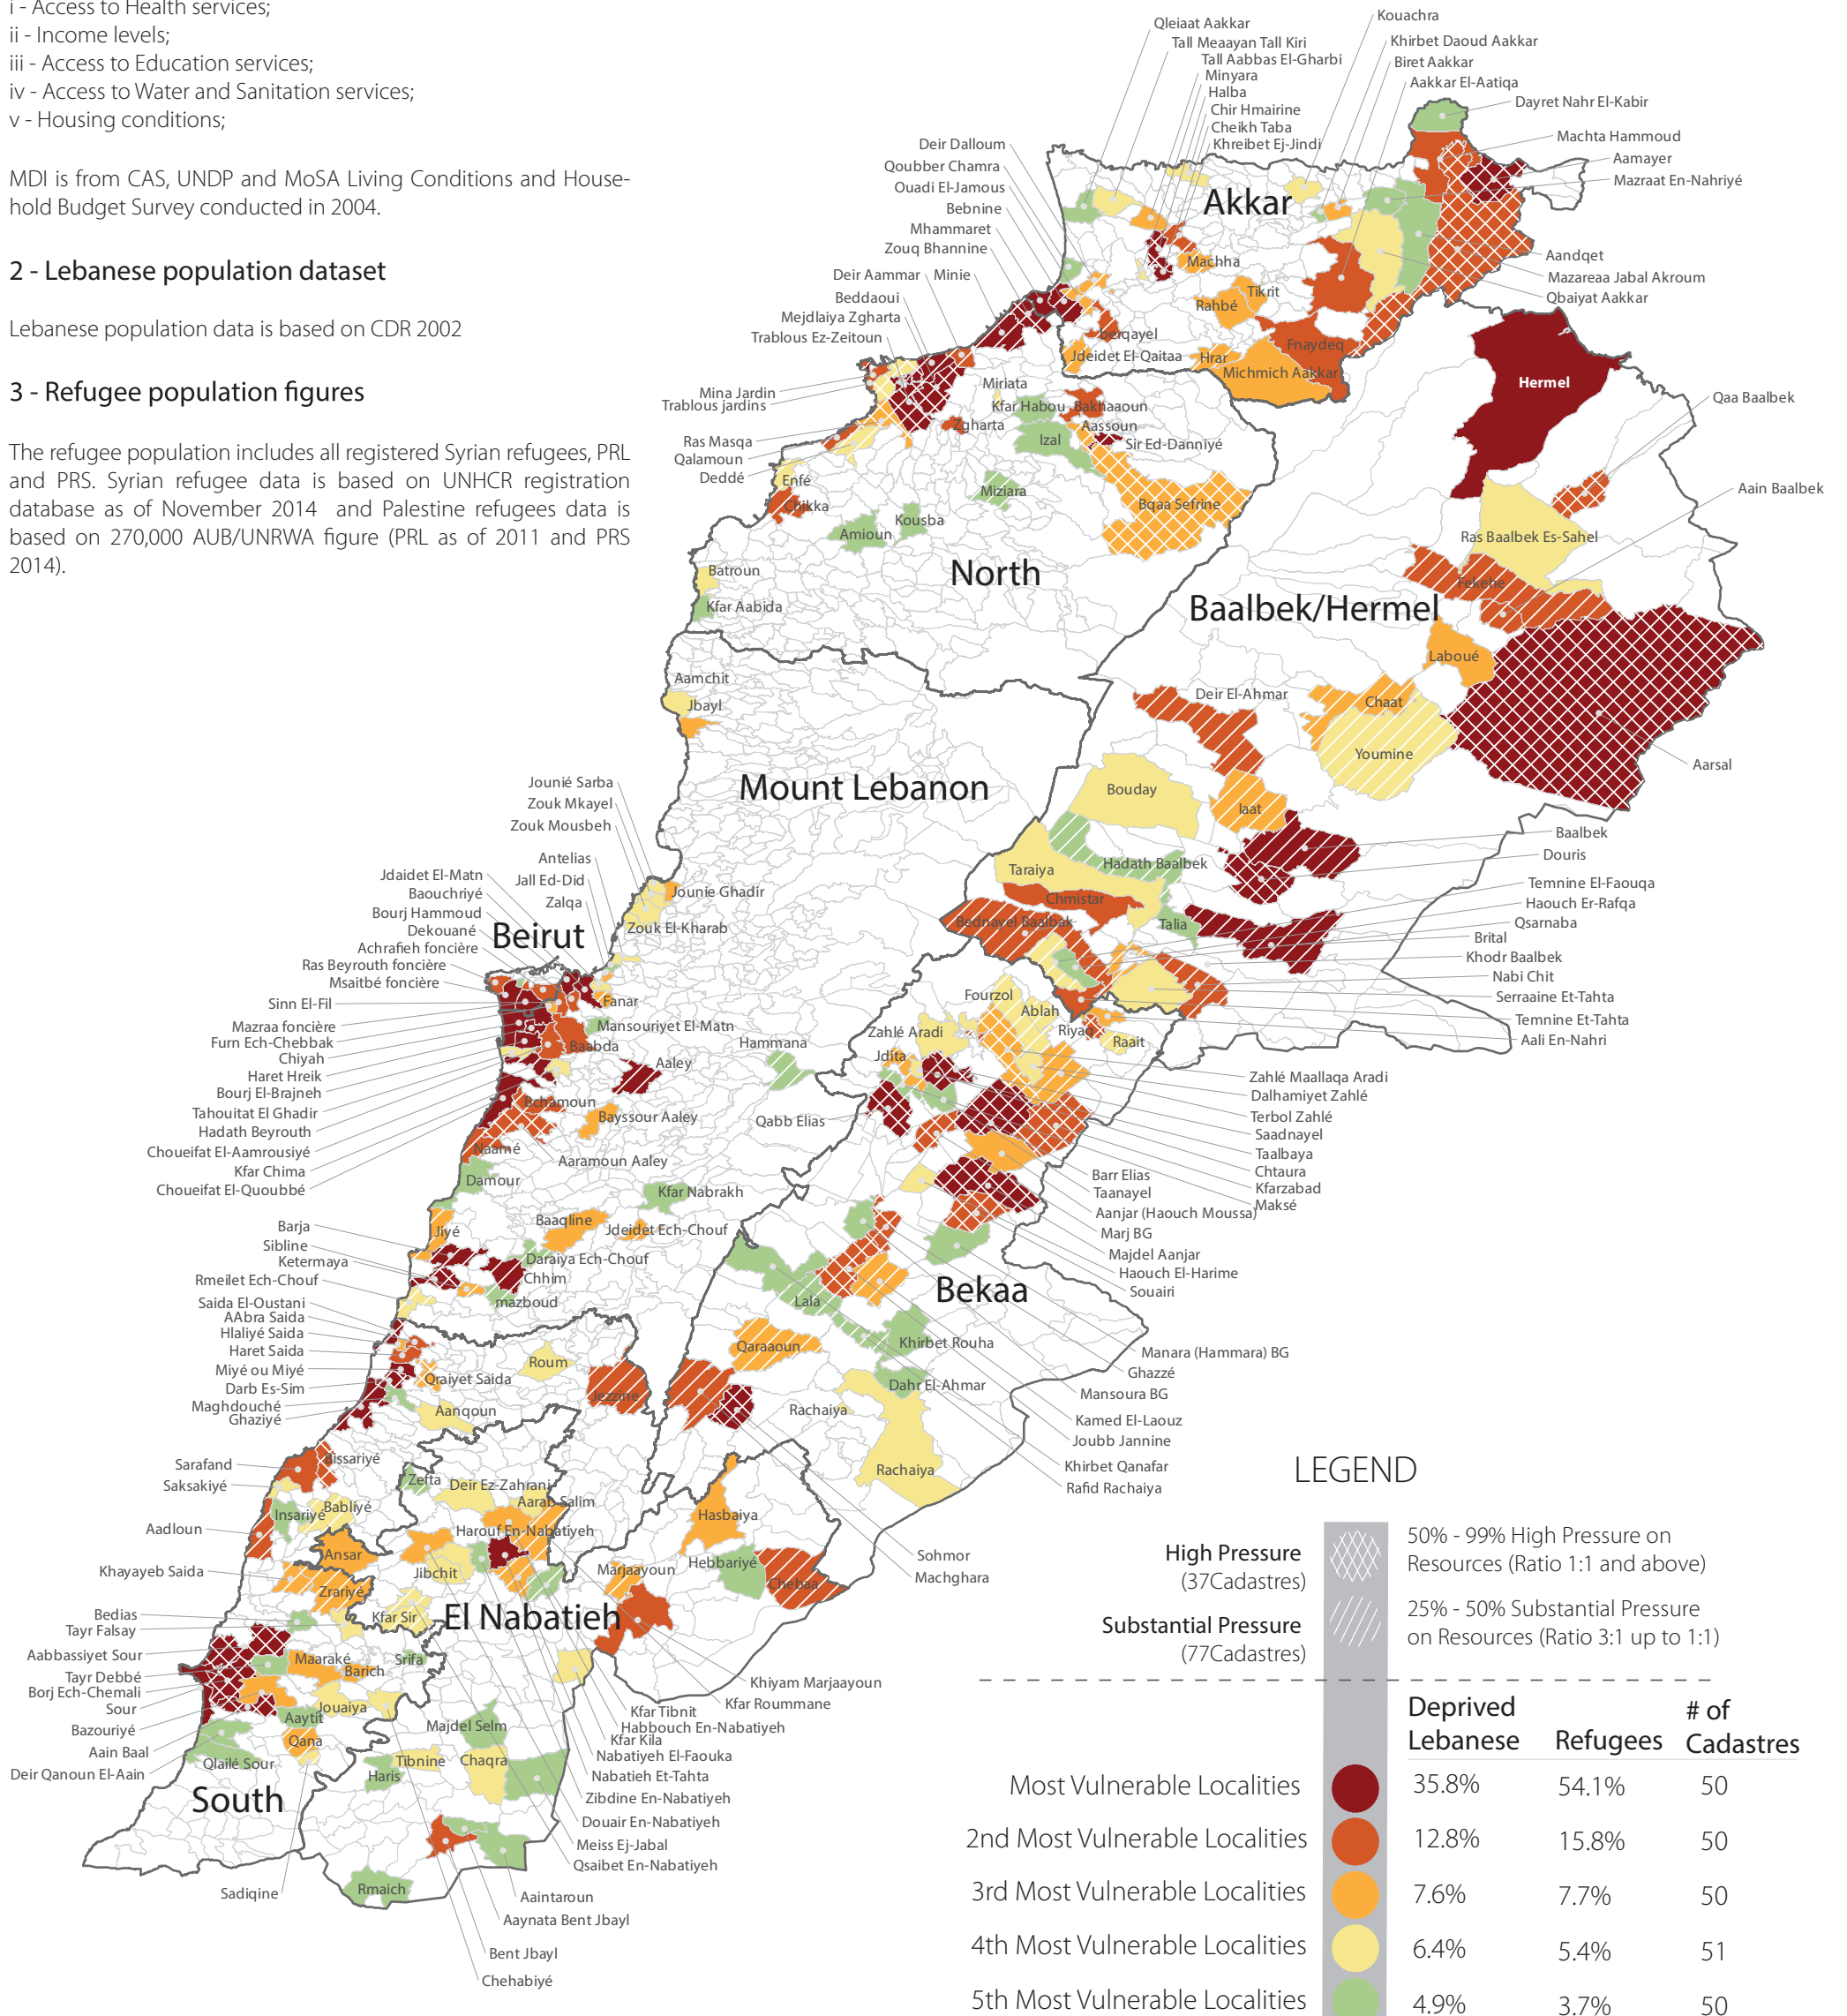 i - Access to Health services;
ii - Income levels;
iii - Access to Education services;
iv - Access to Water and Sanitation services;
v - Housing conditions;
MDI is from CAS, UNDP and MoSA Living Conditions and House-
hold Budget Survey conducted in 2004.
2 - Lebanese population dataset
Lebanese population data is based on CDR 2002
3 - Refugee population figures
The refugee population includes all registered Syrian refugees, PRL
and PRS. Syrian refugee data is based on UNHCR registration
database as of November 2014 and Palestine refugees data is
based on 270,000 AUB/UNRWA figure (PRL as of 2011 and PRS
2014).
Qleiaat Aakkar
Tall Meaayan Tall Kiri
Tall Aabbas El-Gharbi
Minyara
Halba
Chir Hmairine
Cheikh Taba
Khreibet Ej-Jindi
Kouachra
Khirbet Daoud Aakkar
Biret Aakkar
Aakkar El-Aatiqa
Dayret Nahr El-Kabir
Machta Hammoud
Aamayer
Mazraat En-Nahriyé
Aandqet
Mazareaa Jabal Akroum
Qbaiyat Aakkar
Deir Dalloum
Qoubber Chamra
Ouadi El-Jamous
Bebnine
Mhammaret
Zouq Bhannine
Deir Aammar
Minie
Beddaoui
Mejdlaiya Zgharta
Trablous Ez-Zeitoun
Mina Jardin
Trablous jardins
Ras Masqa
Qalamoun
Deddé
Akkar
Machha
Tikrit
Rahbé
berqayel
Jdeidet El-Qaitaa
Hrar
Fnaydeq
Michmich Aakkar
Miriata
Kfar Habou
Bakhaaoun
Zgharta
Aassoun
Izal
Sir Ed-Danniyé
Enfé
Chikka
Miziara
Bqaa Sefrine
Kousba
Amioun
North
Batroun
Kfar Aabida
Hermel
Qaa Baalbek
Aain Baalbek
Ras Baalbek Es-Sahel
Fekehe
Baalbek/Hermel
Laboué
Deir El-Ahmar
Chaat
Youmine
Aarsal
Bouday
Iaat
Baalbek
Douris
Temnine El-Faouqa
Haouch Er-Rafqa
Qsarnaba
Brital
Khodr Baalbek
Nabi Chit
Serraaine Et-Tahta
Temnine Et-Tahta
Aali En-Nahri
Taraiya
Hadath Baalbek
Chmistar
Bednayel Baalbak
Talia
Aamchit
Jbayl
Mount Lebanon
Jounié Sarba
Zouk Mkayel
Zouk Mousbeh
Antelias
Jall Ed-Did
Zalqa
Jdaidet El-Matn
Baouchriyé
Bourj Hammoud
Dekouané
Achrafieh foncière
Ras Beyrouth foncière
Msaitbé foncière
Sinn El-Fil
Mazraa foncière
Furn Ech-Chebbak
Chiyah
Haret Hreik
Bourj El-Brajneh
Tahouitat El Ghadir
Hadath Beyrouth
Choueifat El-Aamrousiyé
Kfar Chima
Choueifat El-Quoubbé
Beirut
Jounie Ghadir
Zouk El-Kharab
Fanar
Mansouriyet El-Matn
Baabda
Hammana
Aaley
Bchamoun
Bayssour Aaley
Naamé
Aaramoun Aaley
Damour
Kfar Nabrakh
Jiyé
Baaqline
Jdeidet Ech-Chouf
Daraiya Ech-Chouf
Chhim
mazboud
Barja
Sibline
Ketermaya
Rmeilet Ech-Chouf
Saida El-Oustani
AAbra Saida
Hlaliyé Saida
Haret Saida
Miyé ou Miyé
Darb Es-Sim
Maghdouché
Ghaziyé
Fourzol
Ablah
Zahlé Aradi
Riyaq
Raait
Jdita
Qabb Elias
Zahlé Maallaqa Aradi
Dalhamiyet Zahlé
Terbol Zahlé
Saadnayel
Taalbaya
Chtaura
Kfarzabad
Maksé
Barr Elias
Taanayel
Aanjar (Haouch Moussa)
Marj BG
Majdel Aanjar
Haouch El-Harime
Souairi
Bekaa
Lala
Khirbet Rouha
Qaraaoun
Dahr El-Ahmar
Rachaiya
Rachaiya
Manara (Hammara) BG
Ghazzé
Mansoura BG
Kamed El-Laouz
Joubb Jannine
Khirbet Qanafar
Rafid Rachaiya
Sohmor
Machghara
Qraiyet Saida
Roum
Jezzine
Aanqoun
Sarafand
Saksakiyé
Bissariyé
Zefta
Deir Ez-Zahrani
Aarab Salim
Insariyé
Babliyé
Harouf En-Nabatiyeh
Aadloun
Ansar
Jibchit
Khayayeb Saida
Zrariyé
Kfar Sir
El Nabatieh
Hasbaiya
Hebbariyé
Chebaa
Marjaayoun
Bedias
Tayr Falsay
Aabbassiyet Sour
Tayr Debbé
Borj Ech-Chemali
Sour
Bazouriyé
Aain Baal
Deir Qanoun El-Aain
Maaraké
Barich
Srifa
Jouaiya
Aaytit
Qana
Qlailé Sour
South
Majdel Selm
Tibnine
Chaqra
Haris
Rmaich
Sadiqine
Khiyam Marjaayoun
Kfar Roummane
Kfar Tibnit
Habbouch En-Nabatiyeh
Kfar Kila
Nabatiyeh El-Faouka
Nabatieh Et-Tahta
Zibdine En-Nabatiyeh
Douair En-Nabatiyeh
Meiss Ej-Jabal
Qsaibet En-Nabatiyeh
Aaintaroun
Aaynata Bent Jbayl
Bent Jbayl
Chehabiyé
LEGEND
High Pressure
(37Cadastres)
50% - 99% High Pressure on
Resources (Ratio 1:1 and above)
Substantial Pressure
(77Cadastres)
25% - 50% Substantial Pressure
on Resources (Ratio 3:1 up to 1:1)
Deprived Lebanese Refugees # of Cadastres
Most Vulnerable Localities 35.8% 54.1% 50
2nd Most Vulnerable Localities 12.8% 15.8% 50
3rd Most Vulnerable Localities 7.6% 7.7% 50
4th Most Vulnerable Localities 6.4% 5.4% 51
5th Most Vulnerable Localities 4.9% 3.7% 50